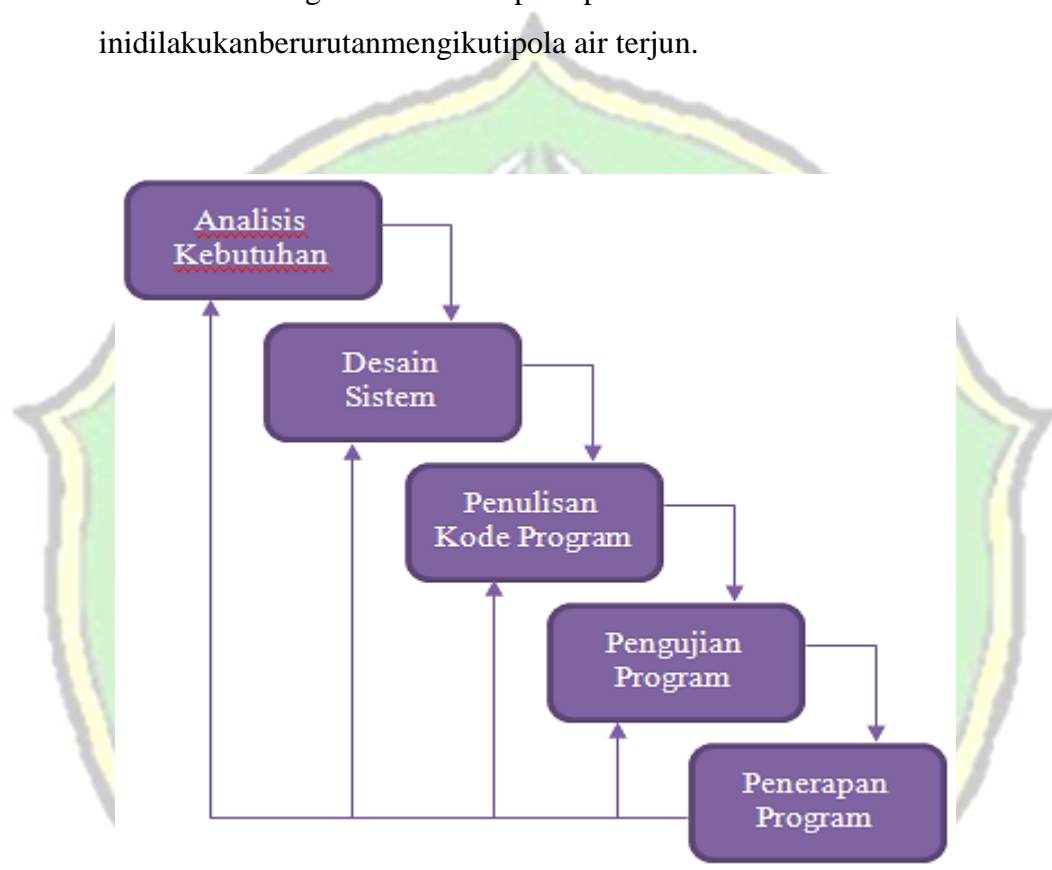 inidilakukanberurutanmengikutipola air terjun.
Analisis
Kebutuhan
Desain
Sistem
Penulisan
Kode Program
Pengujian
Program
Penerapan
Program